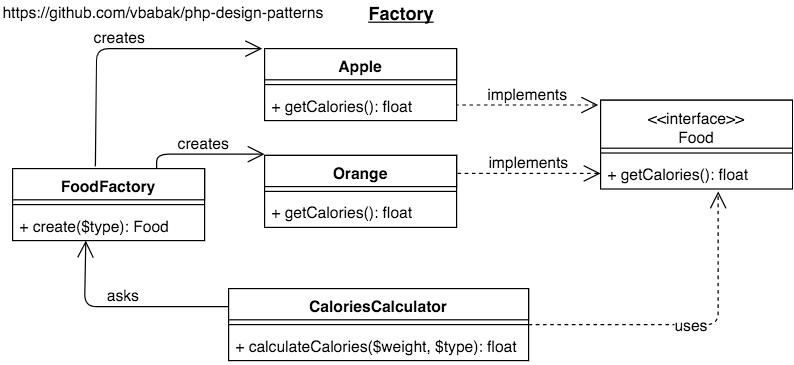 https://github.com/vbabak/php-design-patterns
Factory
creates
Apple
+ getCalories(): float
implements
<<interface>>
Food
+ getCalories(): float
creates
Orange
+ getCalories(): float
implements
FoodFactory
+ create($type): Food
asks
CaloriesCalculator
+ calculateCalories($weight, $type): float
uses